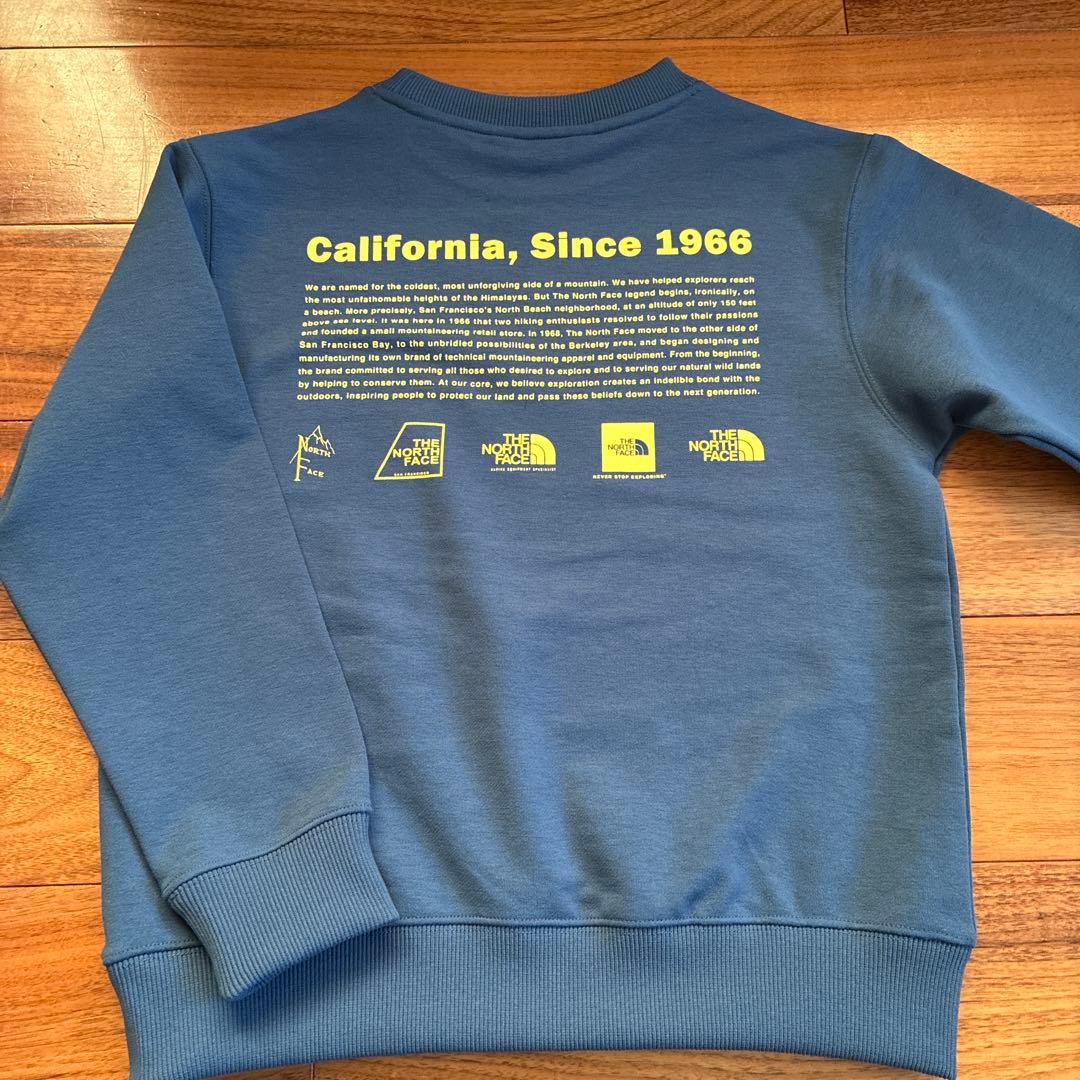 California, Since 1966
We are named for the coldest, most unforgiving side of a mountain. We have helped explorers reach
the most unfathomable heights of the Himalayas. But The North Face legend begins, ironically, on
a beach. More precisely, San Francisco's North Beach neighborhood, at an altitude of only 150 feet
above sea level. It was here in 1966 that two hiking enthusiasts resolved to follow their passions
and founded a small mountaineering retail store. In 1968, The North Face moved to the other side of
San Francisco Bay, to the unbridled possibilities of the Berkeley area, and began designing and
manufacturing its own brand of technical mountaineering apparel and equipment. From the beginning,
the brand committed to serving all those who desired to explore and to serving our natural wild lands
by helping to conserve them. At our core, we believe exploration creates an indelible bond with the
outdoors, inspiring people to protect our land and pass these beliefs down to the next generation.
North
Face
THE
NORTH
FACE
SAN FRANCISCO
THE
NORTH
FACE
ALPINE EQUIPMENT SPECIALIST
THE
NORTH
FACE
NEVER STOP EXPLORING™
THE
NORTH
FACE